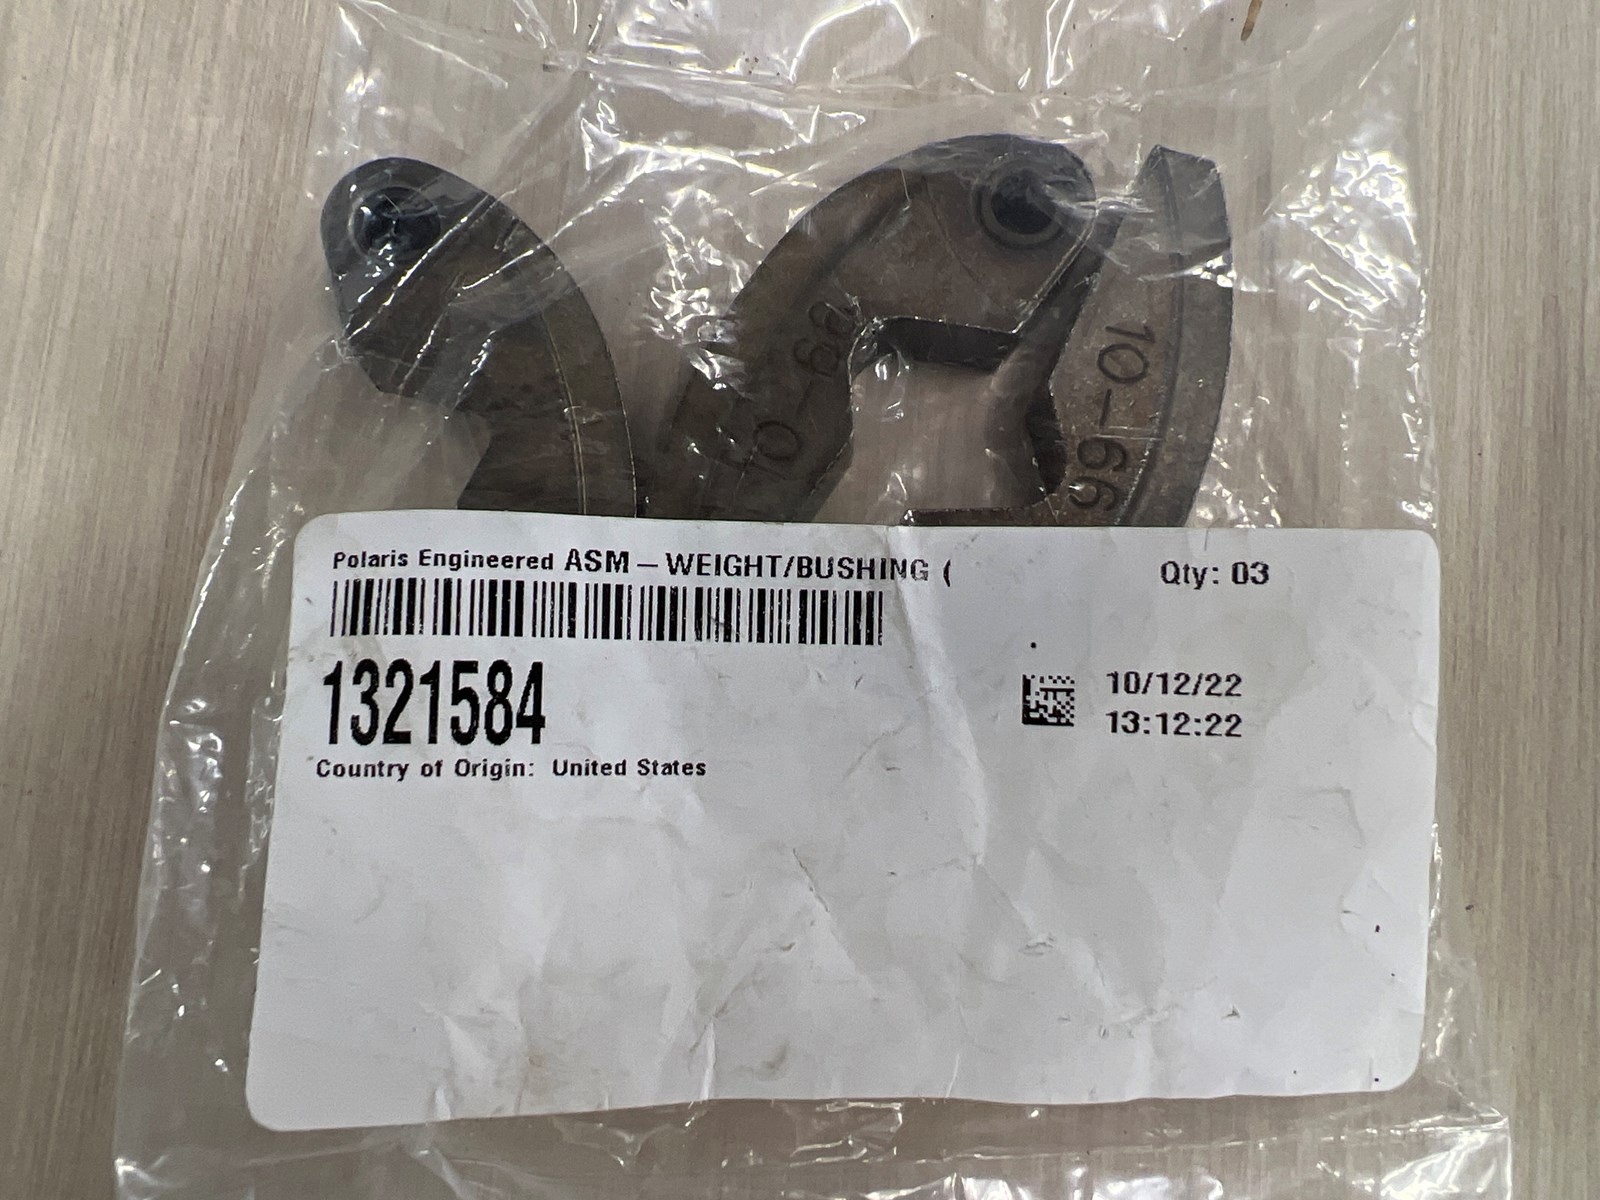 10-66
Polaris Engineered ASM – WEIGHT/BUSHING (
Qty: 03
1321584
10/12/22
13:12:22
Country of Origin: United States